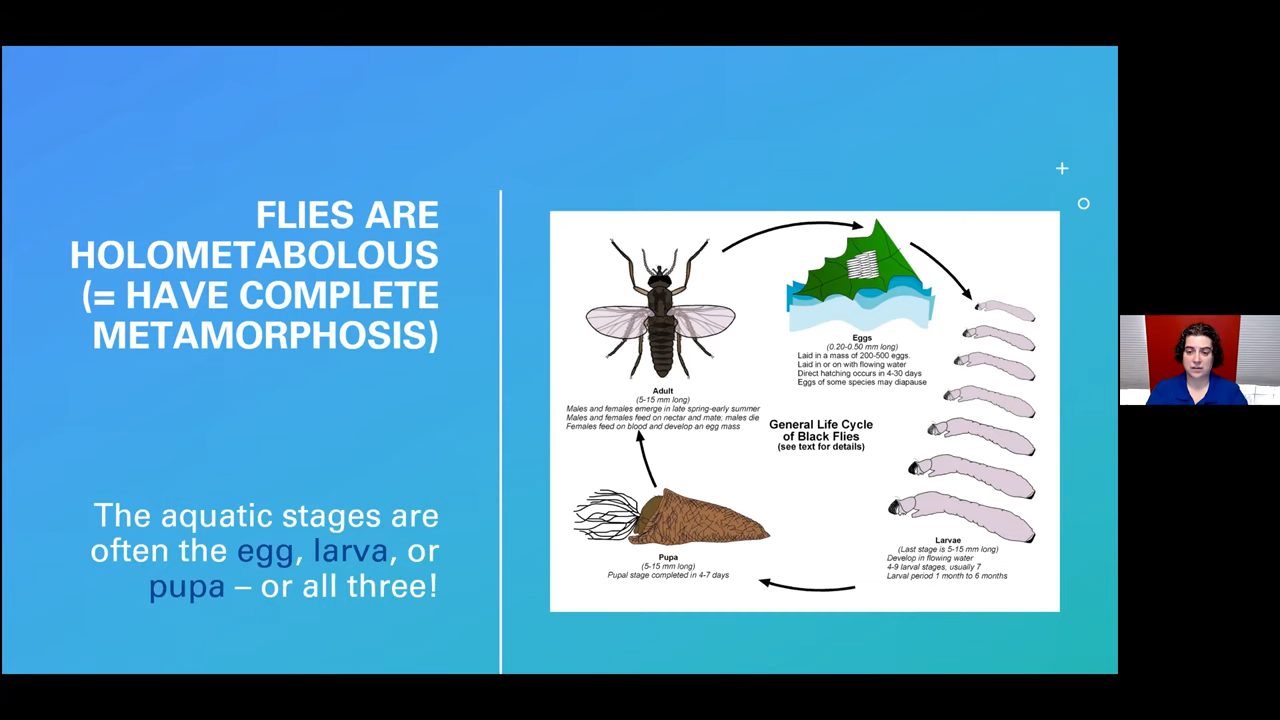 FLIES ARE
HOLOMETABOLOUS
(= HAVE COMPLETE
METAMORPHOSIS)
The aquatic stages are
often the egg, larva, or
pupa – or all three!
Eggs
(0.20-0.50 mm long)
Laid in a mass of 200-500 eggs.
Laid in or on with flowing water
Direct hatching occurs in 4-30 days
Eggs of some species may diapause
Adult
(5-15 mm long)
Males and females emerge in late spring-early summer
Males and females feed on nectar and mate, males die
Females feed on blood and develop an egg mass
General Life Cycle
of Black Flies
(see text for details)
Larvae
(Last stage is 5-15 mm long)
Develop in flowing water
4-9 larval stages, usually 7
Larval period 1 month to 6 months
Pupa
(5-15 mm long)
Pupal stage completed in 4-7 days